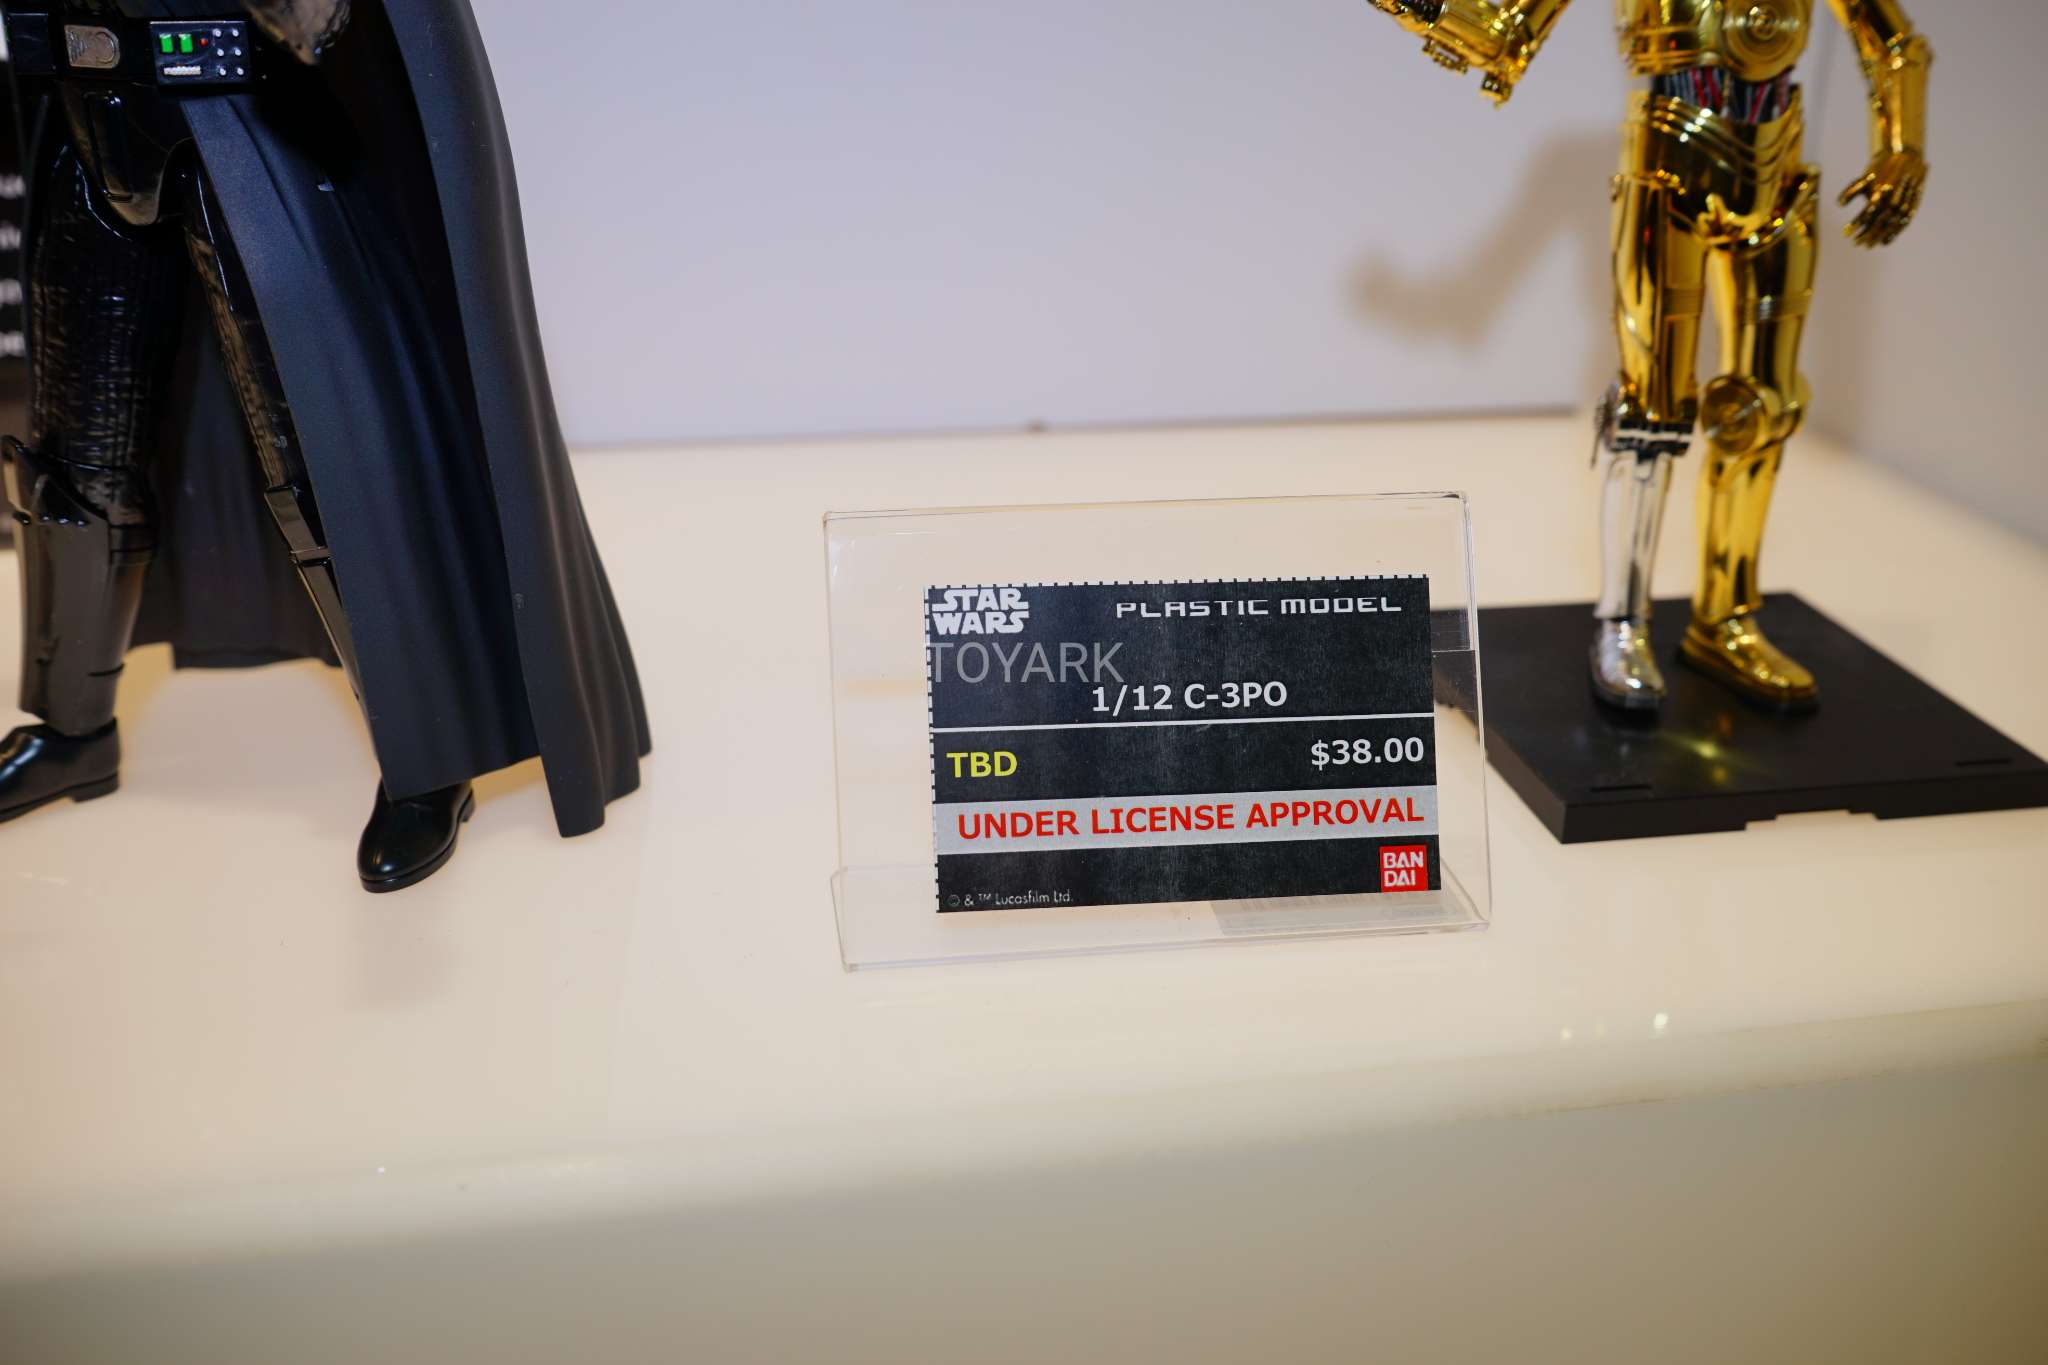 STAR
WARS
PLASTIC MODEL
TOYARK
1/12 C-3PO
TBD
$38.00
UNDER LICENSE APPROVAL
BAN
DAI
© & ™ Lucasfilm Ltd.